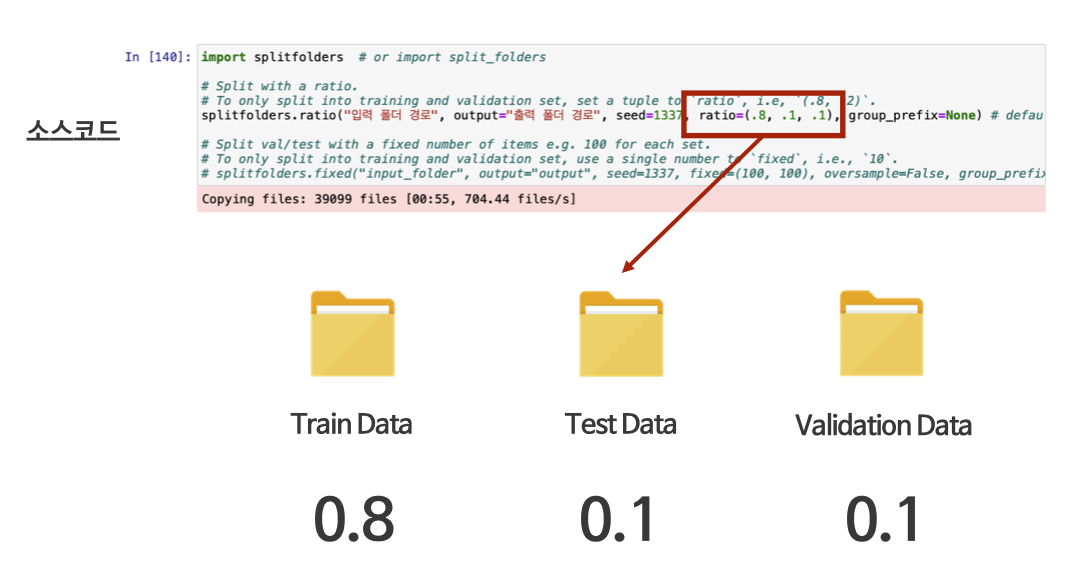 In [140]: import splitfolders # or import split_folders
# Split with a ratio.
# To only split into training and validation set, set a tuple to `ratio`, i.e, `(.8, 2)`.
소스코드
splitfolders.ratio("입력 폴더 경로", output="출력 폴더 경로", seed=1337, ratio=(.8, .1, .1), group_prefix=None) # defau
# Split val/test with a fixed number of items e.g. 100 for each set.
# To only split into training and validation set, use a single number to `fixed`, i.e., `10`.
# splitfolders.fixed("input_folder", output="output", seed=1337, fixed=(100, 100), oversample=False, group_prefix
Copying files: 39099 files [00:55, 704.44 files/s]
Train Data
Test Data
Validation Data
0.8
0.1
0.1